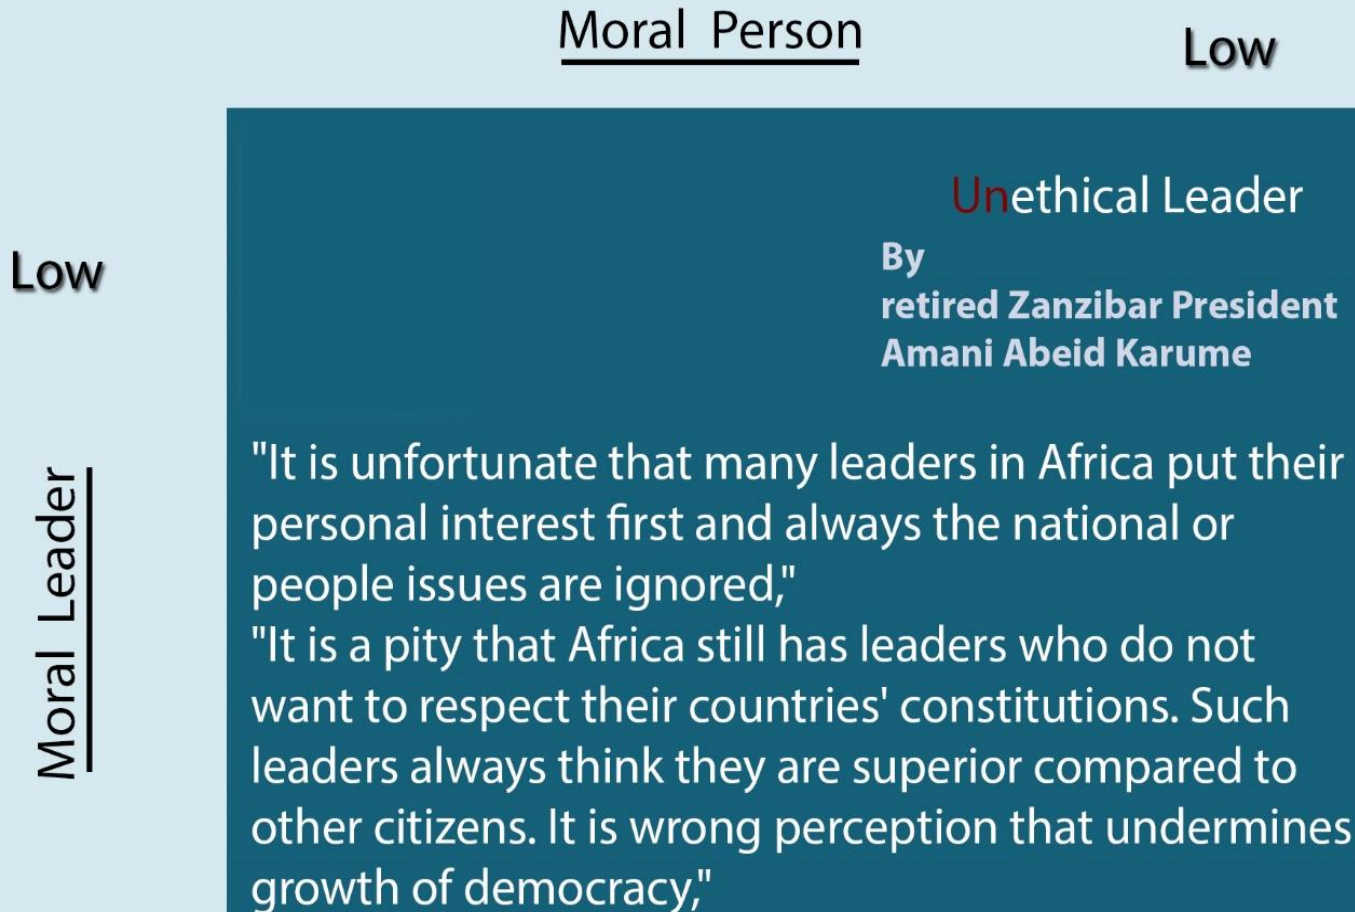 Moral Person
Low
Unethical Leader
By
Low
retired Zanzibar President
Amani Abeid Karume
"It is unfortunate that many leaders in Africa put their
personal interest first and always the national or
people issues are ignored,"
"It is a pity that Africa still has leaders who do not
want to respect their countries' constitutions. Such
leaders always think they are superior compared to
other citizens. It is wrong perception that undermines
growth of democracy,"
Moral Leader